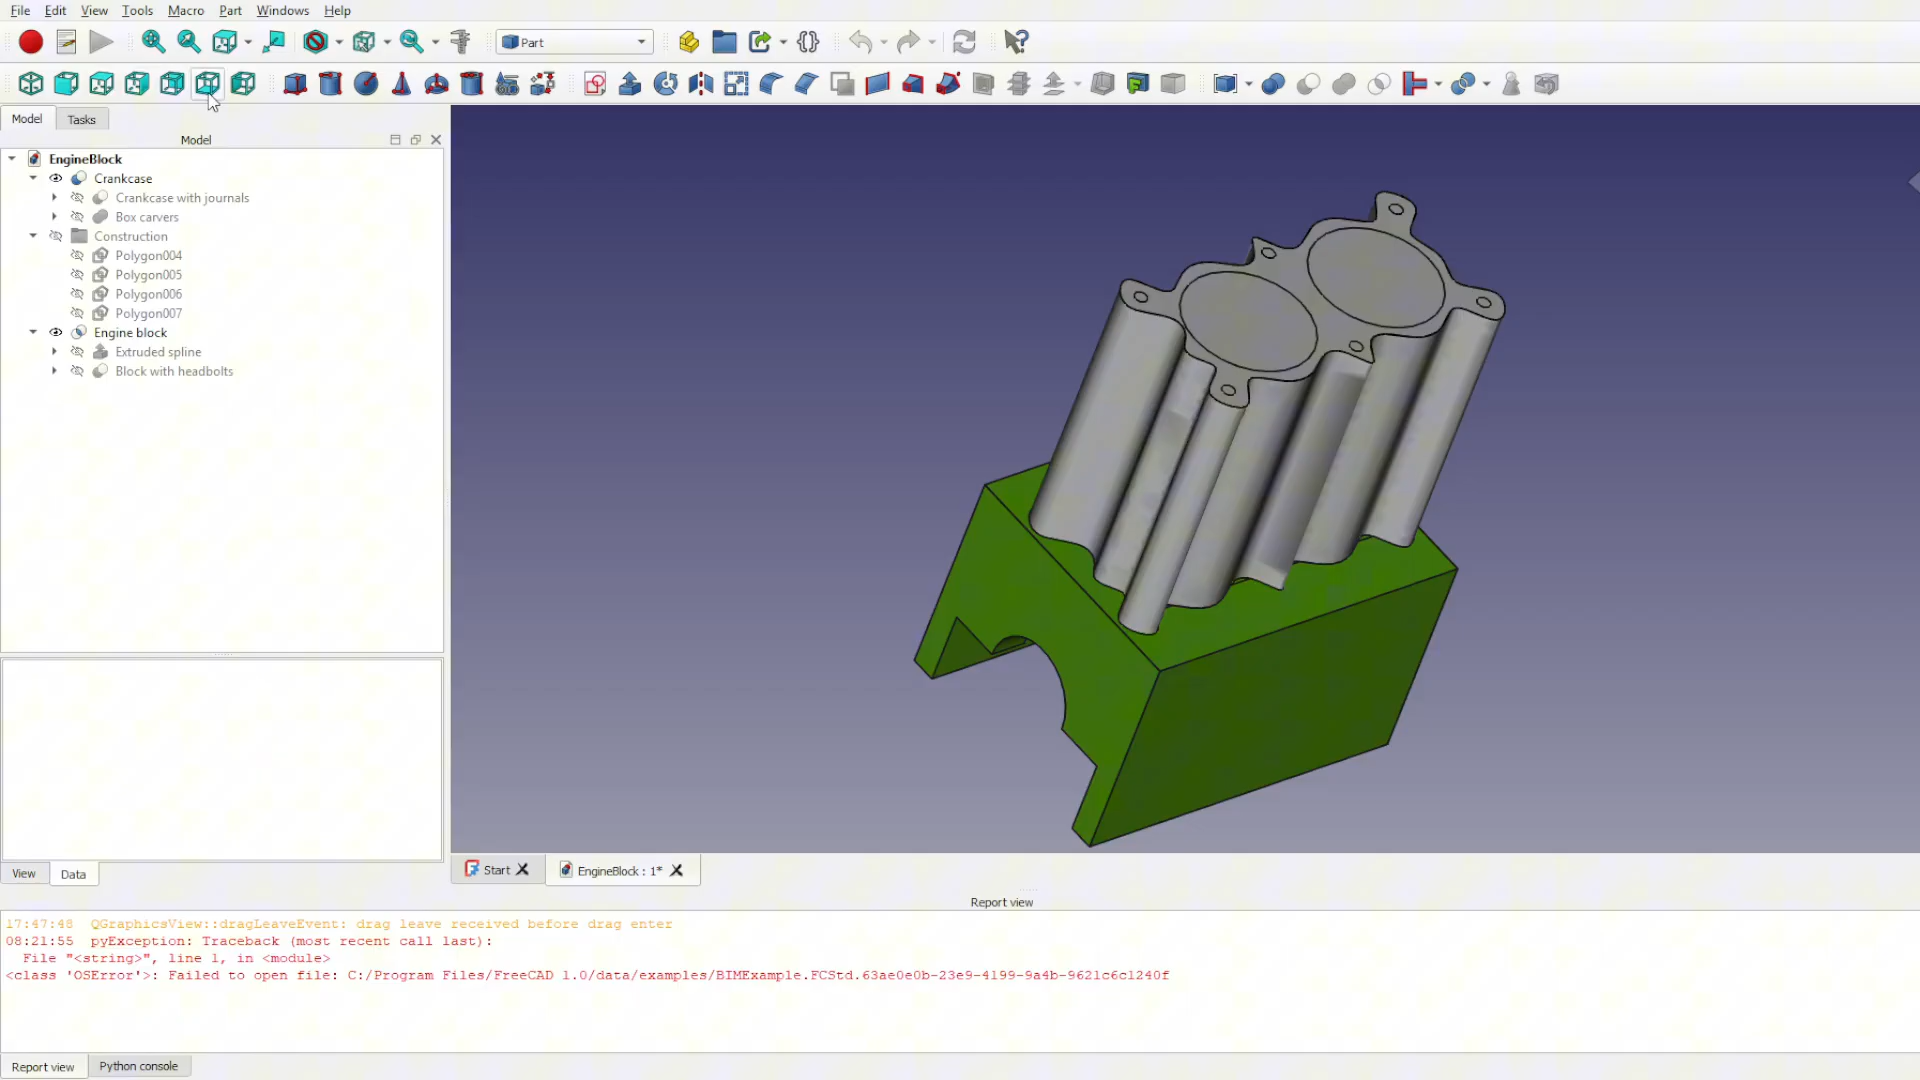 File Edit View Tools Macro Part Windows Help
Part
Model Tasks
Model
EngineBlock
Crankcase
Crankcase with journals
Box carvers
Construction
Polygon004
Polygon005
Polygon006
Polygon007
Engine block
Extruded spline
Block with headbolts
View Data
Start EngineBlock : 1*
Report view
17:47:48 QGraphicsView::dragLeaveEvent: drag leave received before drag enter
08:21:55 pyException: Traceback (most recent call last):
File "<string>", line 1, in <module>
<class 'OSError'>: Failed to open file: C:/Program Files/FreeCAD 1.0/data/examples/BIMExample.FCStd.63ae0e0b-23e9-4199-9a4b-9621c6c1240f
Report view Python console